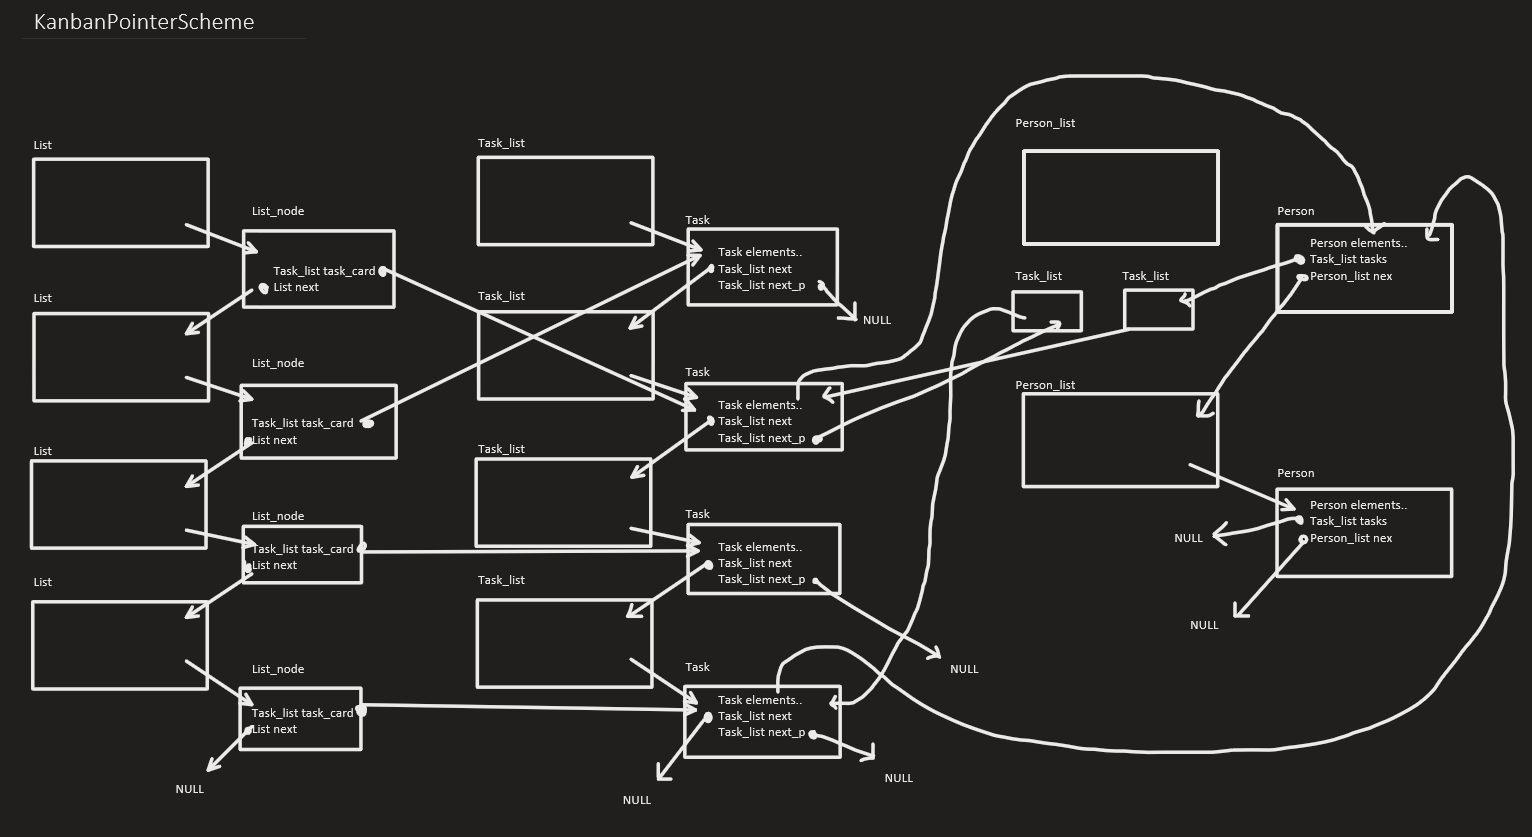 KanbanPointerScheme
List
List_node
Task_list task_card
List next
List
List_node
Task_list task_card
List next
List
List_node
Task_list task_card
List next
List
List_node
Task_list task_card
List next
NULL
Task_list
Task
Task elements..
Task_list next
Task_list next_p
NULL
Task_list
Task
Task elements..
Task_list next
Task_list next_p
Task_list
Task
Task elements..
Task_list next
Task_list next_p
NULL
Task_list
Task
Task elements..
Task_list next
Task_list next_p
NULL
NULL
Person_list
Person
Person elements..
Task_list tasks
Person_list nex
Task_list
Task_list
Person_list
Person
Person elements..
Task_list tasks
Person_list nex
NULL
NULL